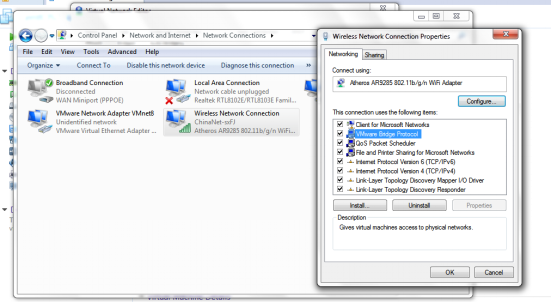 Virtual Network Editor
Control Panel ▸ Network and Internet ▸ Network Connections ▸
File Edit View Tools Advanced Help
Organize ▾ Connect To Disable this network device Diagnose this connection »
Broadband Connection
Disconnected
WAN Miniport (PPPOE)
Local Area Connection
Network cable unplugged
Realtek RTL8102E/RTL8103E Famil...
VMware Network Adapter VMnet8
Unidentified network
VMware Virtual Ethernet Adapter ...
Wireless Network Connection
Atheros AR9285 802.11b/g/n WiFi...
Wireless Network Connection Properties
Networking Sharing
Connect using:
Atheros AR9285 802.11b/g/n WiFi Adapter
Configure...
This connection uses the following items:
Client for Microsoft Networks
VMware Bridge Protocol
QoS Packet Scheduler
File and Printer Sharing for Microsoft Networks
Internet Protocol Version 6 (TCP/IPv6)
Internet Protocol Version 4 (TCP/IPv4)
Link-Layer Topology Discovery Mapper I/O Driver
Link-Layer Topology Discovery Responder
Install... Uninstall Properties
Description
Gives virtual machines access to physical networks.
OK Cancel
Virtual Machine Details